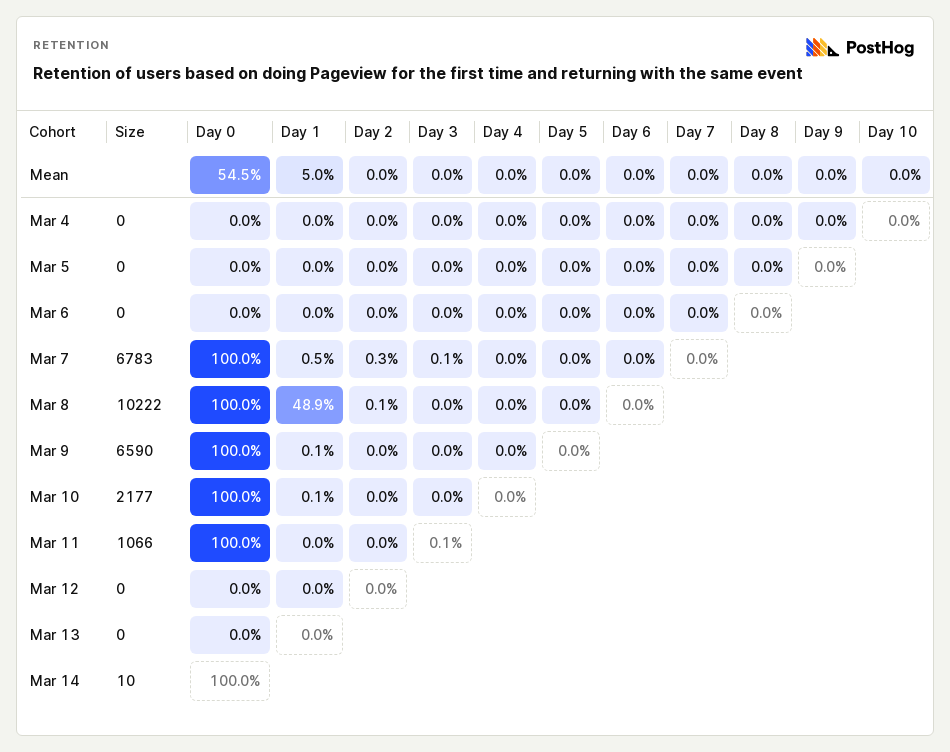 RETENTION
PostHog
Retention of users based on doing Pageview for the first time and returning with the same event
Cohort Size Day 0 Day 1 Day 2 Day 3 Day 4 Day 5 Day 6 Day 7 Day 8 Day 9 Day 10
Mean 54.5% 5.0% 0.0% 0.0% 0.0% 0.0% 0.0% 0.0% 0.0% 0.0% 0.0%
Mar 4 0 0.0% 0.0% 0.0% 0.0% 0.0% 0.0% 0.0% 0.0% 0.0% 0.0% 0.0%
Mar 5 0 0.0% 0.0% 0.0% 0.0% 0.0% 0.0% 0.0% 0.0% 0.0% 0.0%
Mar 6 0 0.0% 0.0% 0.0% 0.0% 0.0% 0.0% 0.0% 0.0% 0.0%
Mar 7 6783 100.0% 0.5% 0.3% 0.1% 0.0% 0.0% 0.0% 0.0%
Mar 8 10222 100.0% 48.9% 0.1% 0.0% 0.0% 0.0% 0.0%
Mar 9 6590 100.0% 0.1% 0.0% 0.0% 0.0% 0.0%
Mar 10 2177 100.0% 0.1% 0.0% 0.0% 0.0%
Mar 11 1066 100.0% 0.0% 0.0% 0.1%
Mar 12 0 0.0% 0.0% 0.0%
Mar 13 0 0.0% 0.0%
Mar 14 10 100.0%